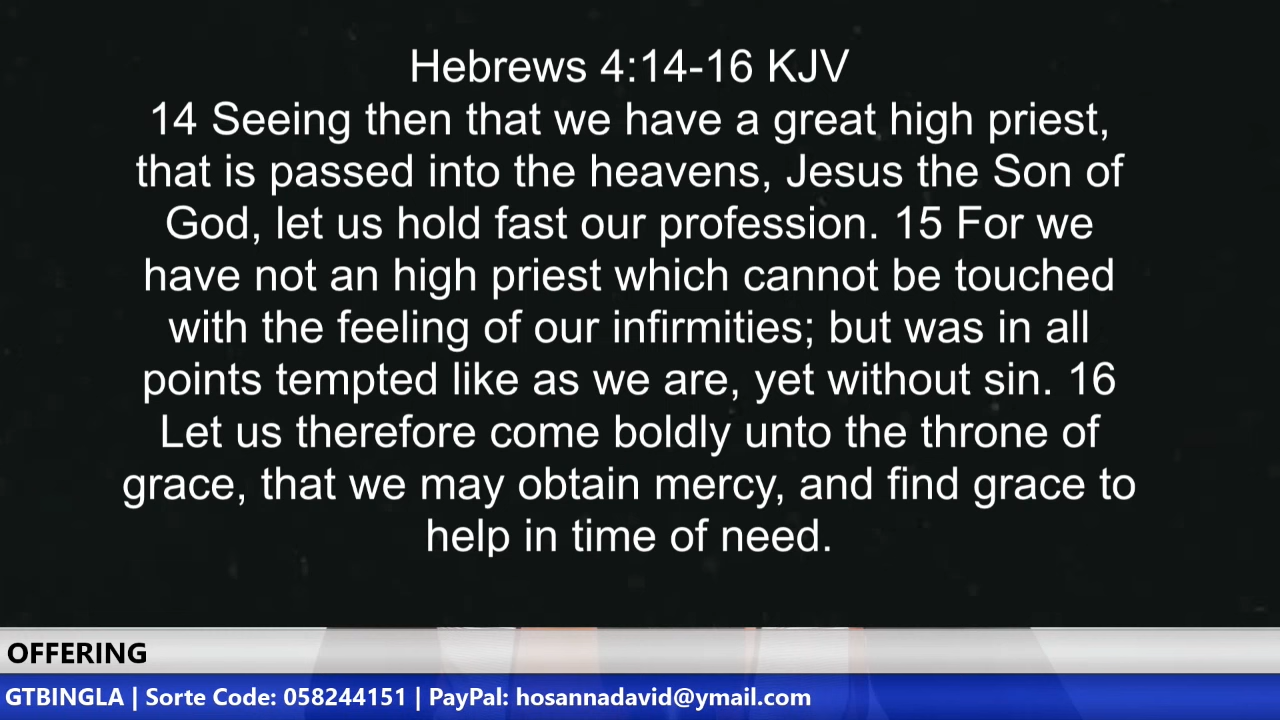 Hebrews 4:14-16 KJV
14 Seeing then that we have a great high priest,
that is passed into the heavens, Jesus the Son of
God, let us hold fast our profession. 15 For we
have not an high priest which cannot be touched
with the feeling of our infirmities; but was in all
points tempted like as we are, yet without sin. 16
Let us therefore come boldly unto the throne of
grace, that we may obtain mercy, and find grace to
help in time of need.
OFFERING
GTBINGLA | Sorte Code: 058244151 | PayPal: hosannadavid@ymail.com